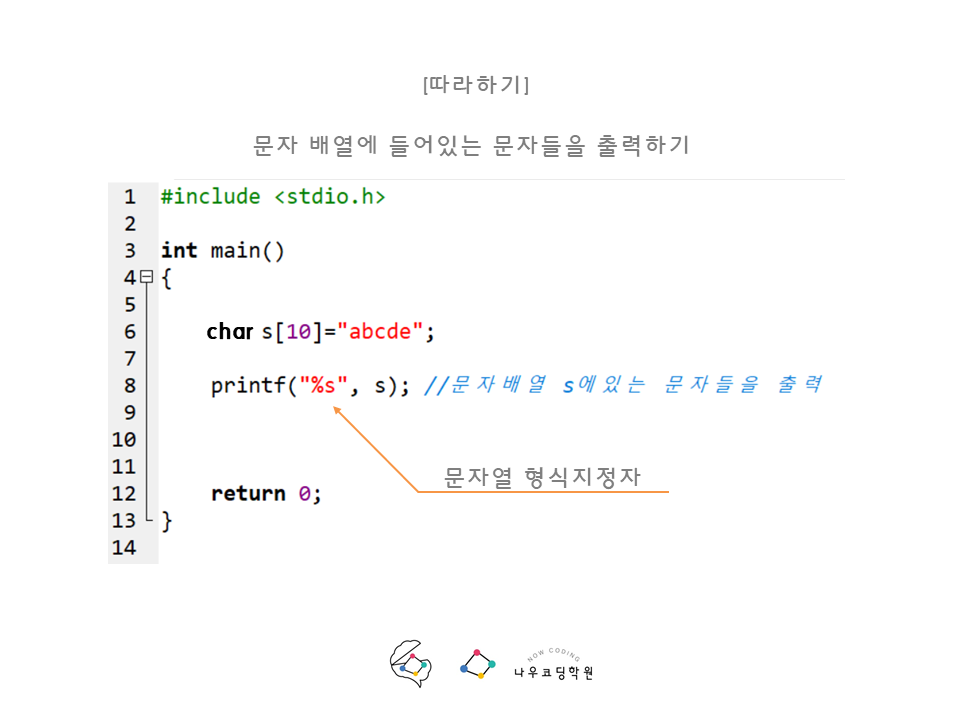 [따라하기]
문자 배열에 들어있는 문자들을 출력하기
1 #include <stdio.h>
2
3 int main()
4 {
5
6 char s[10]="abcde";
7
8 printf("%s", s); //문자배열 s에있는 문자들을 출력
9
10
11
문자열 형식지정자
12 return 0;
13 }
14
NOW CODING
나우코딩학원